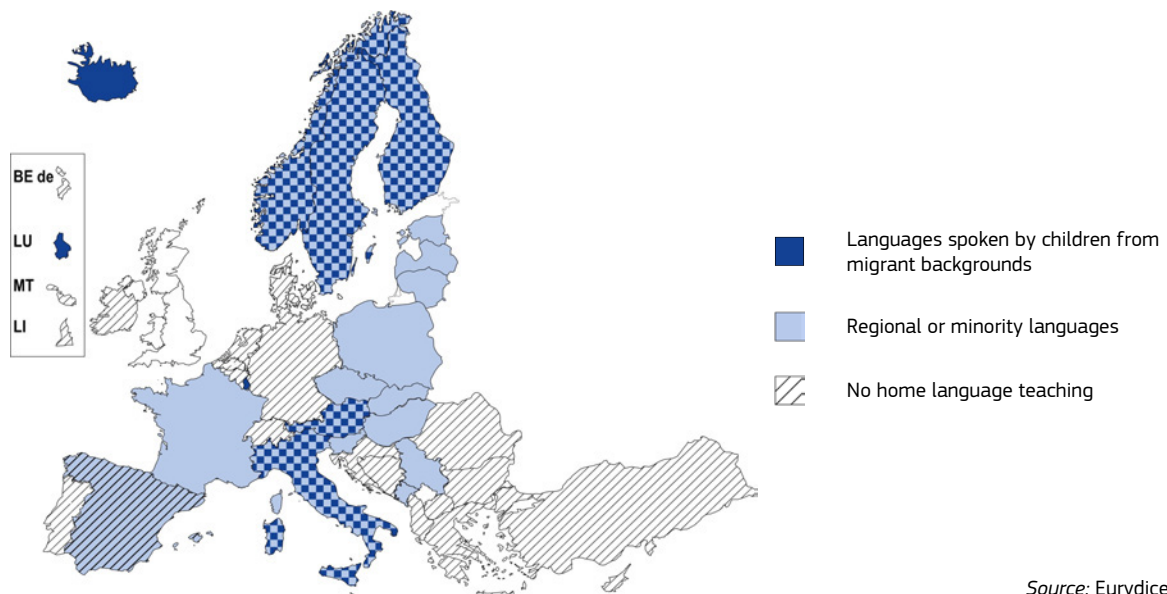 BE de
LU
MT
LI
Languages spoken by children from
migrant backgrounds
Regional or minority languages
No home language teaching
Source: Eurydice